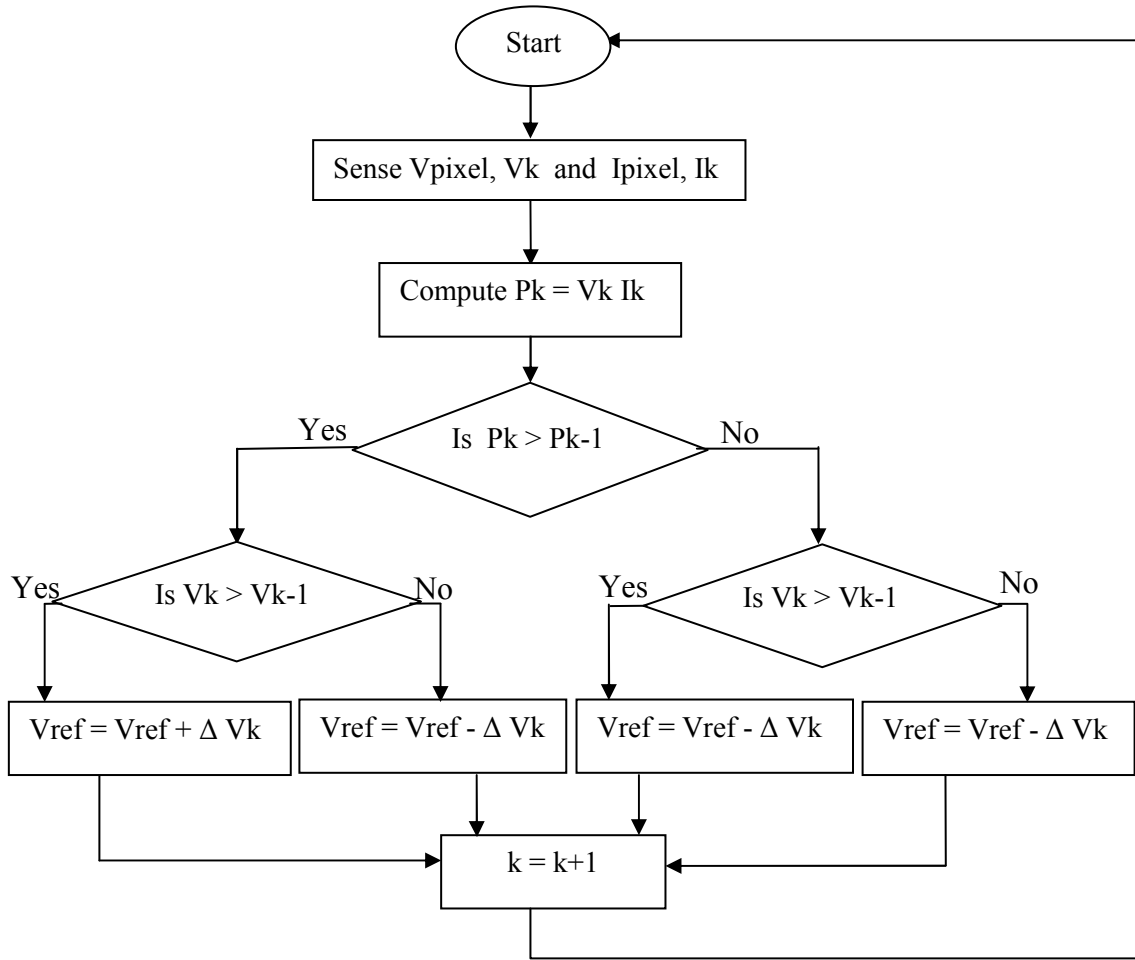 Start
Sense Vpixel, Vk and Ipixel, Ik
Compute Pk = Vk Ik
Yes
Is Pk > Pk-1
No
Yes
Is Vk > Vk-1
No
Yes
Is Vk > Vk-1
No
Vref = Vref + Δ Vk
Vref = Vref - Δ Vk
Vref = Vref - Δ Vk
Vref = Vref - Δ Vk
k = k+1